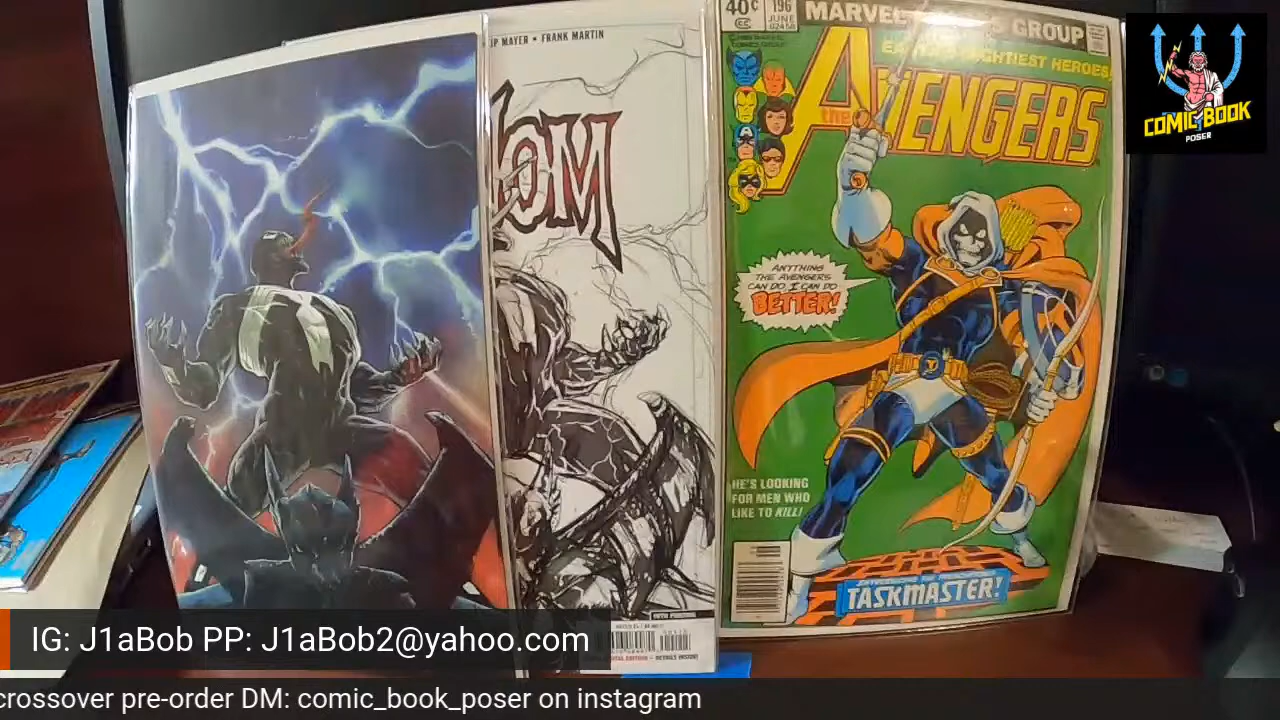 IP MAYER • FRANK MARTIN
OM
40¢
CC
196
JUNE
02458
MARVEL
S GROUP
MIGHTIEST HEROES
the AVENGERS
ANYTHING
THE AVENGERS
CAN DO, I CAN DO
BETTER!
HE'S LOOKING
FOR MEN WHO
LIKE TO KILL!
TASKMASTER!
COMIC BOOK
POSER
IG: J1aBob PP: J1aBob2@yahoo.com
crossover pre-order DM: comic_book_poser on instagram